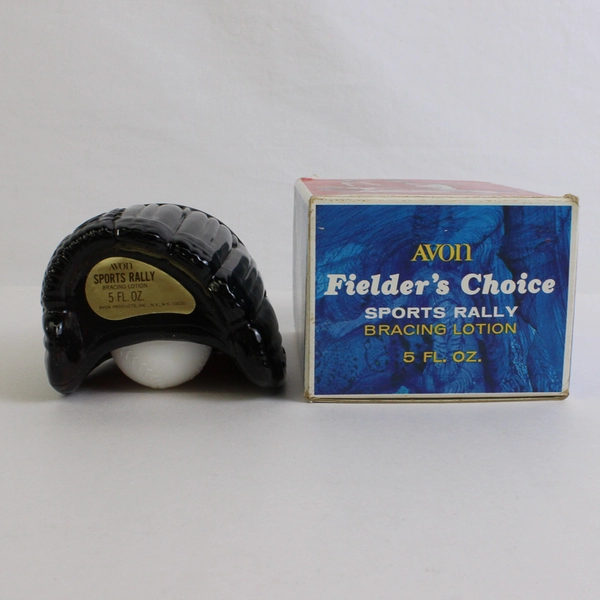 AVON
SPORTS RALLY
BRACING LOTION
5 FL. OZ.
AVON
Fielder's Choice
SPORTS RALLY
BRACING LOTION
5 FL. OZ.